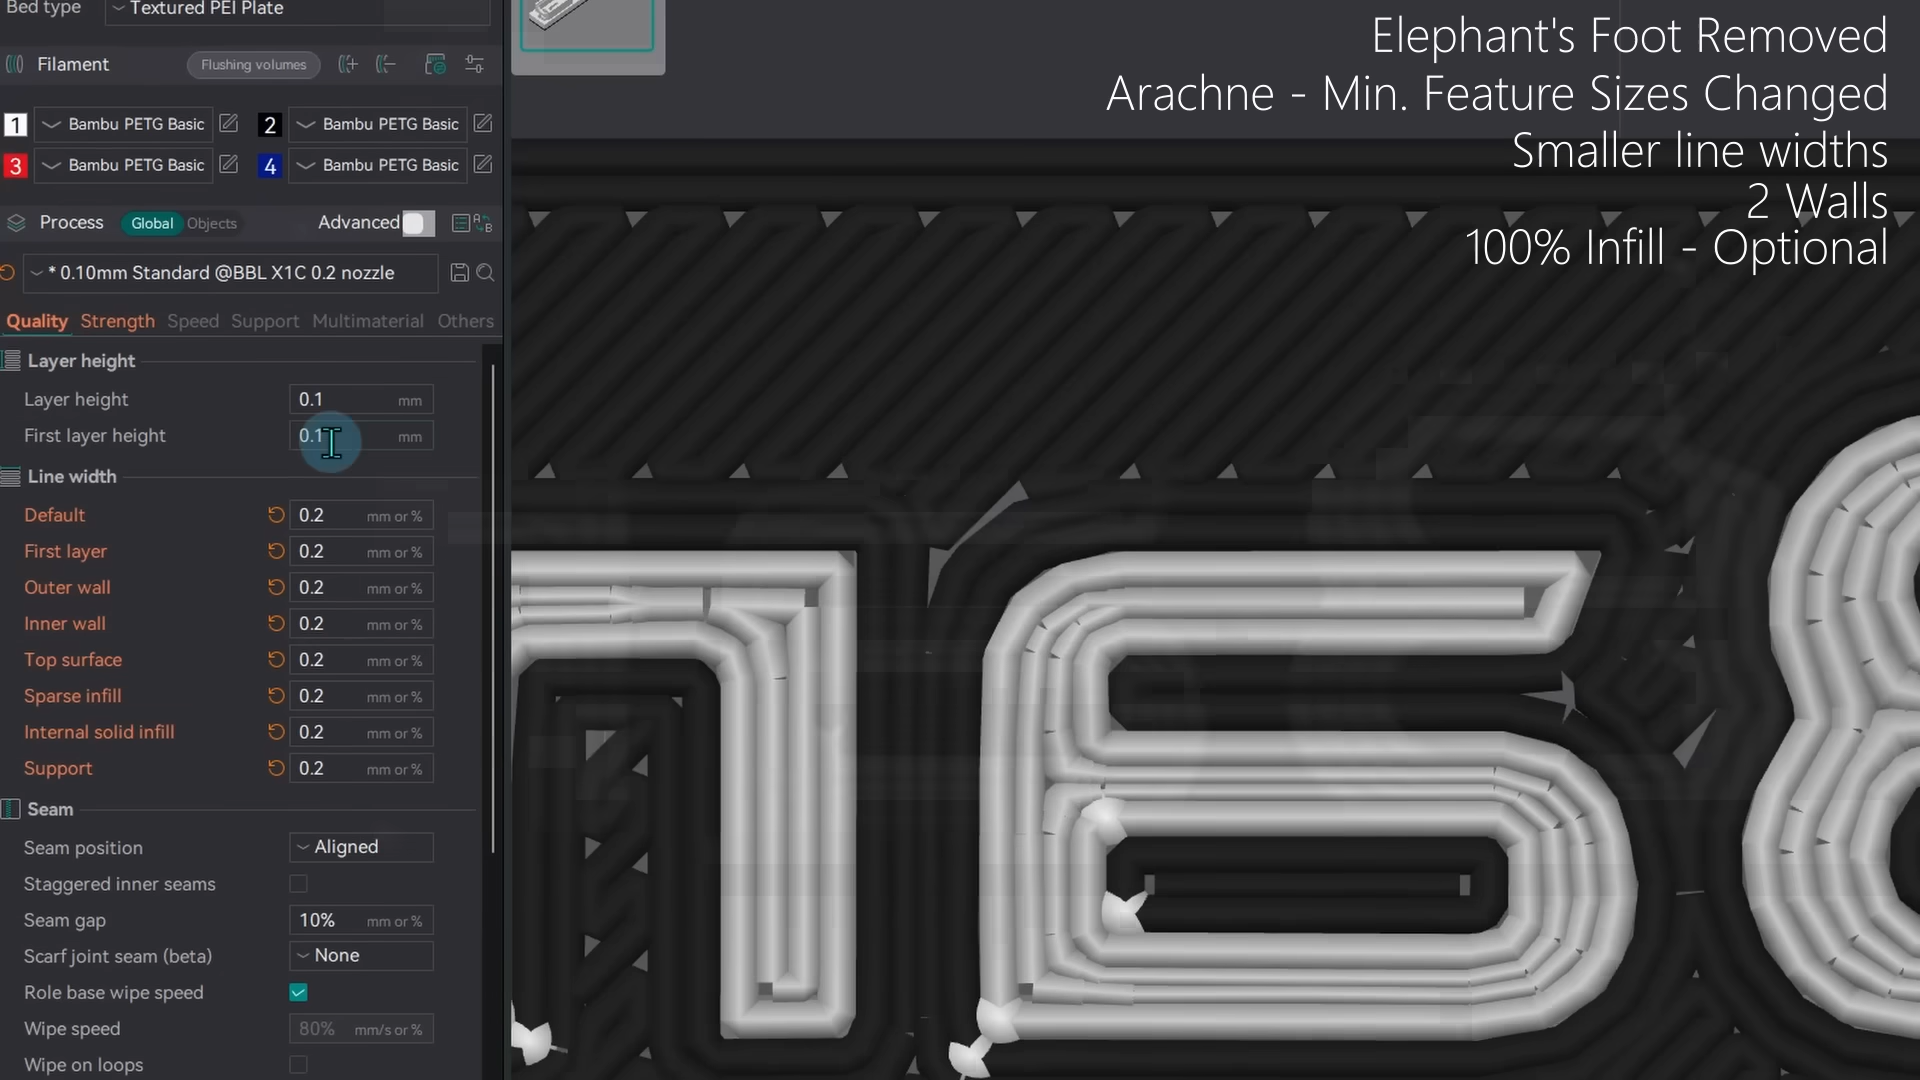 Bed type Textured PEI Plate
Filament Flushing volumes
1 Bambu PETG Basic 2 Bambu PETG Basic
3 Bambu PETG Basic 4 Bambu PETG Basic
Process Global Objects Advanced
* 0.10mm Standard @BBL X1C 0.2 nozzle
Quality Strength Speed Support Multimaterial Others
Layer height
Layer height 0.1 mm
First layer height 0.1 mm
Line width
Default 0.2 mm or %
First layer 0.2 mm or %
Outer wall 0.2 mm or %
Inner wall 0.2 mm or %
Top surface 0.2 mm or %
Sparse infill 0.2 mm or %
Internal solid infill 0.2 mm or %
Support 0.2 mm or %
Seam
Seam position Aligned
Staggered inner seams
Seam gap 10% mm or %
Scarf joint seam (beta) None
Role base wipe speed
Wipe speed 80% mm/s or %
Wipe on loops
Elephant's Foot Removed
Arachne - Min. Feature Sizes Changed
Smaller line widths
2 Walls
100% Infill - Optional
68